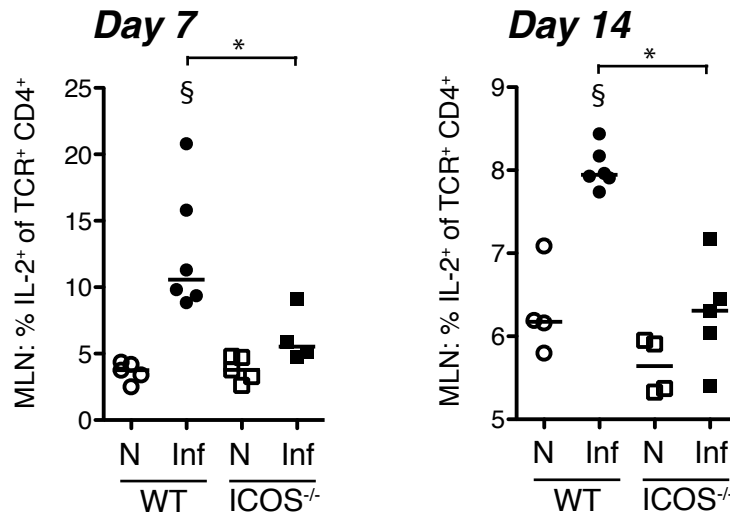 Day 7
*
§
MLN: % IL-2⁺ of TCR⁺ CD4⁺
25
20
15
10
5
0
N Inf N Inf
WT ICOS⁻/⁻
Day 14
*
§
MLN: % IL-2⁺ of TCR⁺ CD4⁺
9
8
7
6
5
N Inf N Inf
WT ICOS⁻/⁻